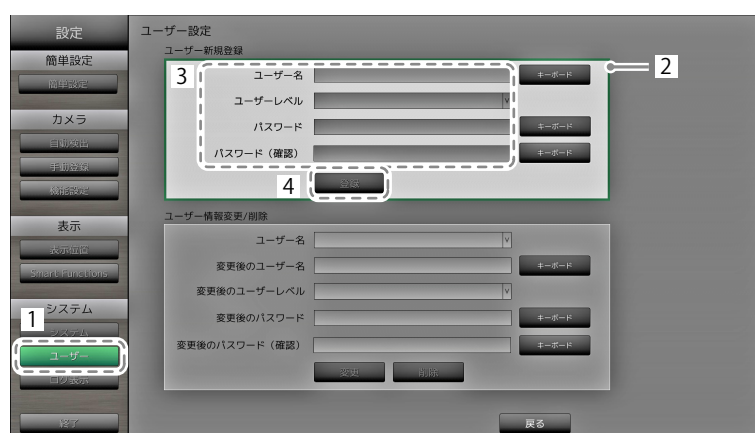 設定
簡単設定
簡単設定
カメラ
自動検出
手動登録
機能設定
表示
表示位置
Smart Functions
システム
1
システム
ユーザー
ログ表示
終了
ユーザー設定
ユーザー新規登録
2
3
ユーザー名 キーボード
ユーザーレベル
パスワード キーボード
パスワード（確認） キーボード
4
登録
ユーザー情報変更/削除
ユーザー名
変更後のユーザー名 キーボード
変更後のユーザーレベル
変更後のパスワード キーボード
変更後のパスワード（確認） キーボード
変更 削除
戻る